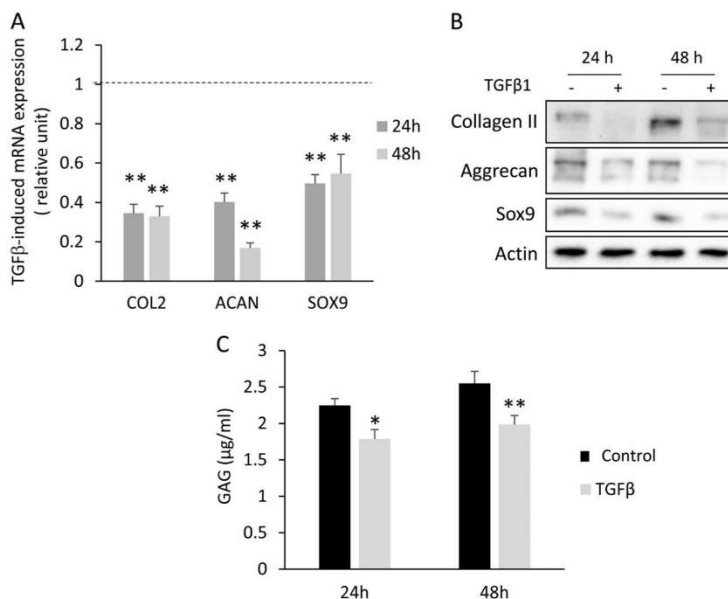 A
TGFβ-induced mRNA expression
( relative unit)
1.2
1
0.8
0.6
0.4
0.2
0
** ** ** ** ** **
24h
48h
COL2 ACAN SOX9
B
24 h 48 h
TGFβ1 - + - +
Collagen II
Aggrecan
Sox9
Actin
C
GAG (µg/ml)
3
2.5
2
1.5
1
0.5
0
* **
Control
TGFβ
24h 48h